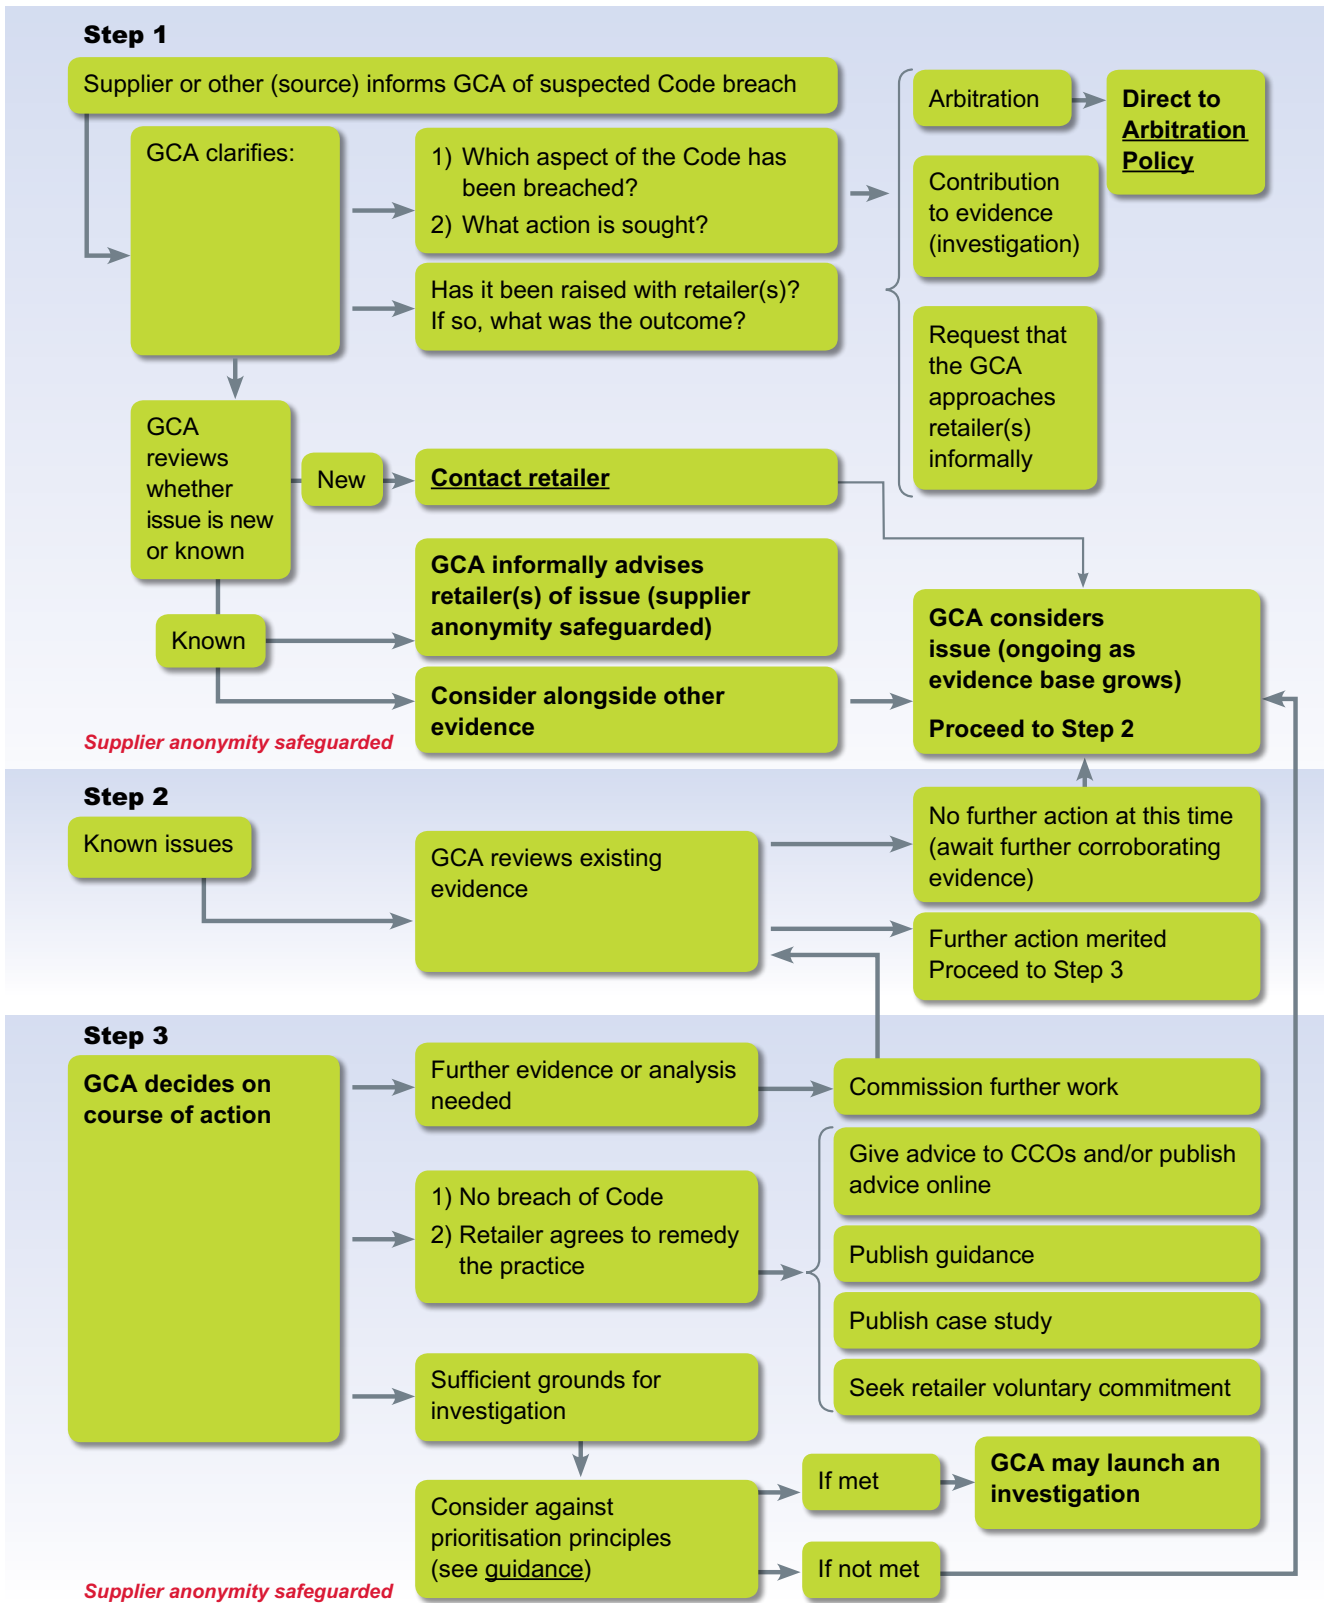 Step 1
Supplier or other (source) informs GCA of suspected Code breach
GCA clarifies:
1) Which aspect of the Code has
been breached?
2) What action is sought?
Has it been raised with retailer(s)?
If so, what was the outcome?
Arbitration
Direct to
Arbitration
Policy
Contribution
to evidence
(investigation)
Request that
the GCA
approaches
retailer(s)
informally
GCA
reviews
whether
issue is new
or known
New
Contact retailer
Known
GCA informally advises
retailer(s) of issue (supplier
anonymity safeguarded)
Consider alongside other
evidence
GCA considers
issue (ongoing as
evidence base grows)
Proceed to Step 2
Supplier anonymity safeguarded
Step 2
Known issues
GCA reviews existing
evidence
No further action at this time
(await further corroborating
evidence)
Further action merited
Proceed to Step 3
Step 3
GCA decides on
course of action
Further evidence or analysis
needed
Commission further work
1) No breach of Code
2) Retailer agrees to remedy
the practice
Give advice to CCOs and/or publish
advice online
Publish guidance
Publish case study
Seek retailer voluntary commitment
Sufficient grounds for
investigation
Consider against
prioritisation principles
(see guidance)
If met
GCA may launch an
investigation
If not met
Supplier anonymity safeguarded